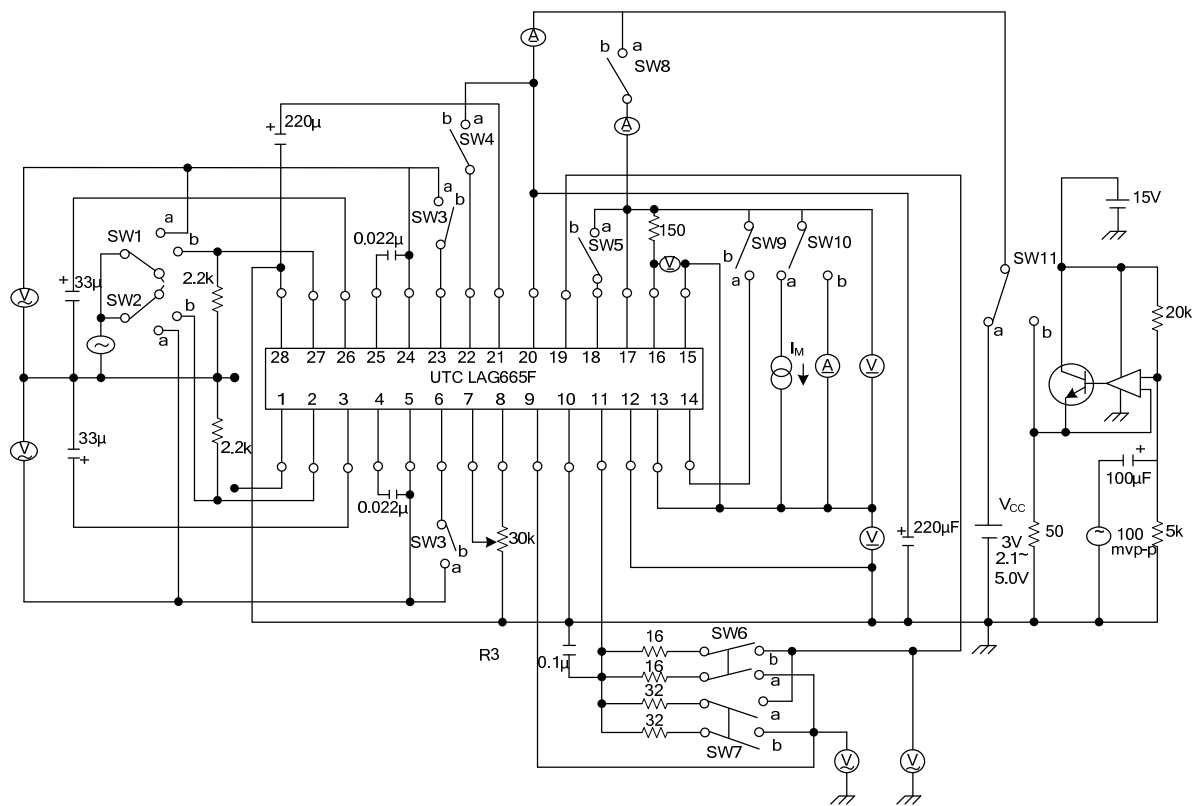 A
b a
SW8
220μ
+
b a
SW4
A
15V
a
SW3
b
a
SW1
b
0.022μ
a
SW5
b
150
SW9
b
SW10
V
SW11
+
33μ
2.2k
V
SW2
b
a
a
a
b
a
b
20k
28 27 26 25 24 23 22 21 20 19 18 17 16 15
UTC LAG665F
1 2 3 4 5 6 7 8 9 10 11 12 13 14
IM
A
V
33μ
+
2.2k
V
0.022μ
SW3
b
a
30k
V
+
220μF
VCC
3V
2.1~
5.0V
50
+
100μF
100
mvp-p
5k
R3
0.1μ
16
SW6
b
16
a
32
a
32
b
SW7
V
V